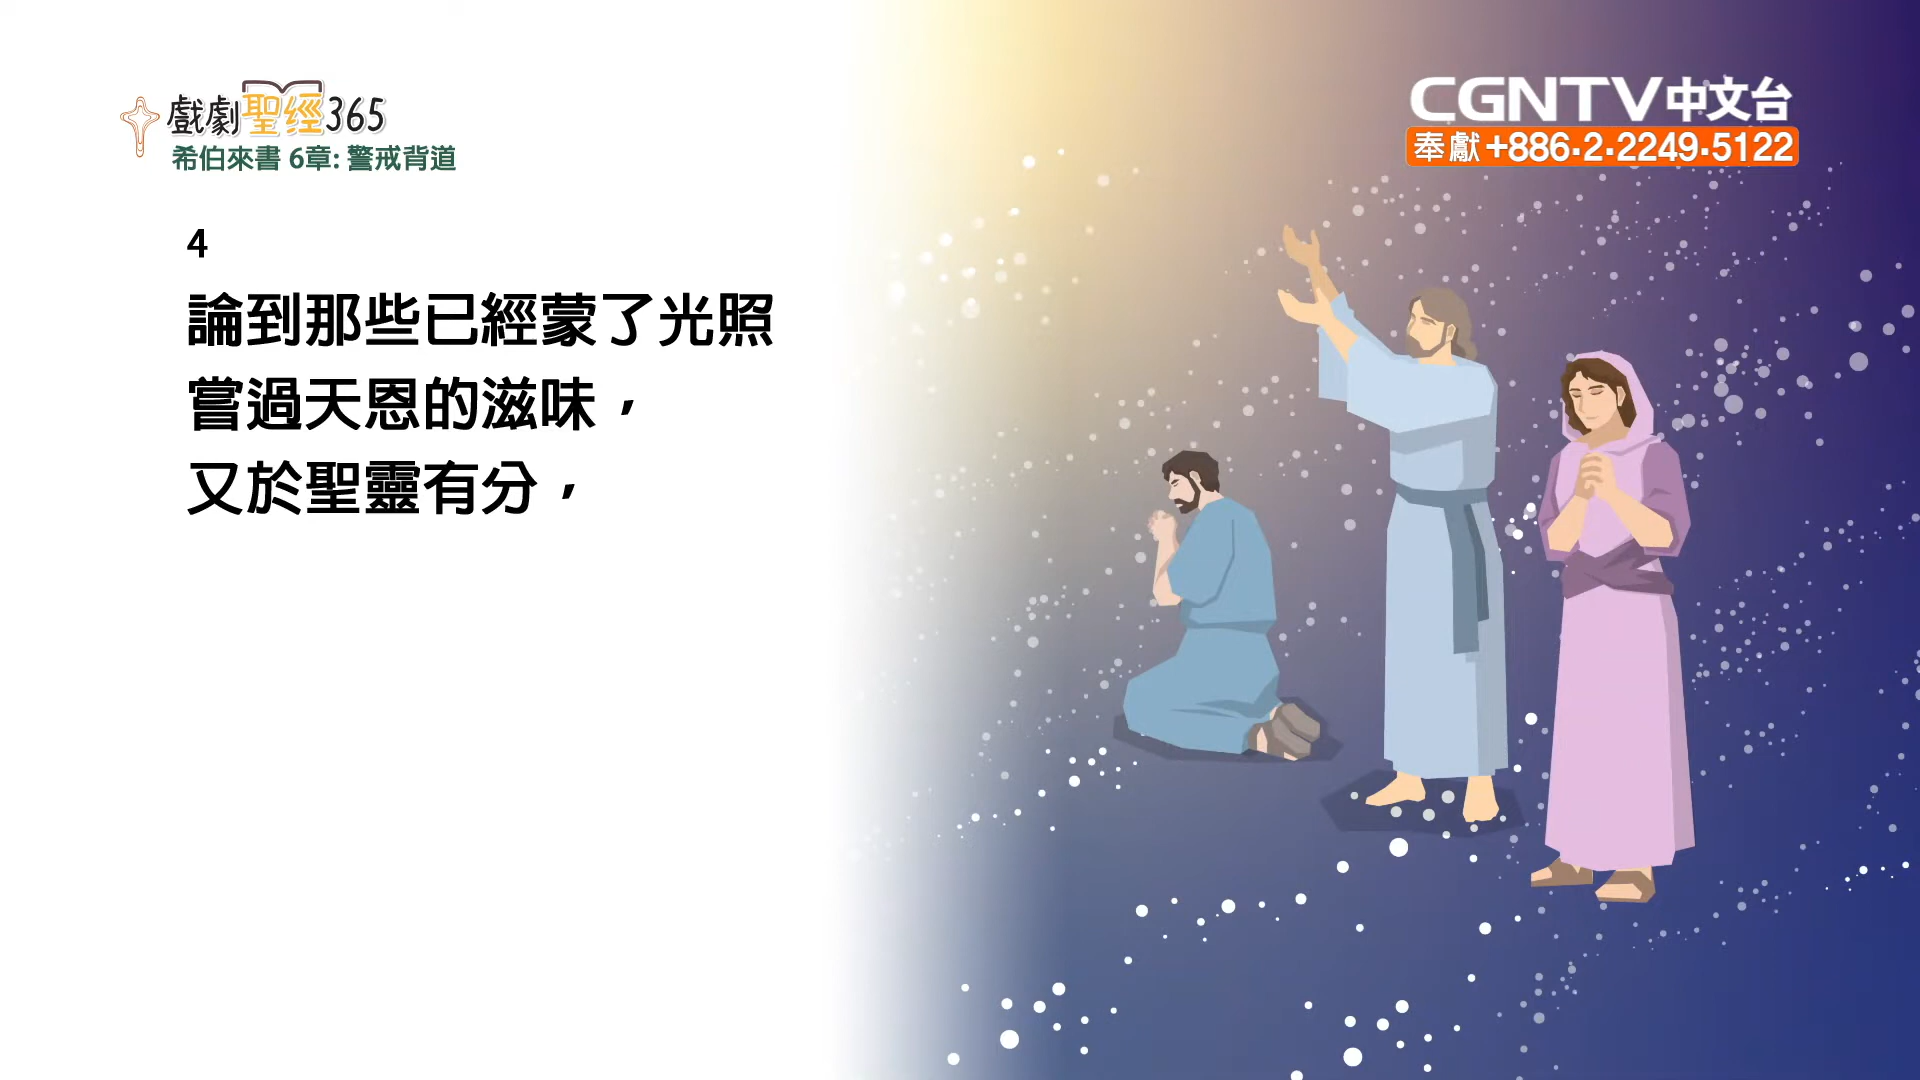 戲劇聖經365
希伯來書 6章: 警戒背道
CGNTV中文台
奉獻 +886·2·2249·5122
4
論到那些已經蒙了光照
嘗過天恩的滋味，
又於聖靈有分，